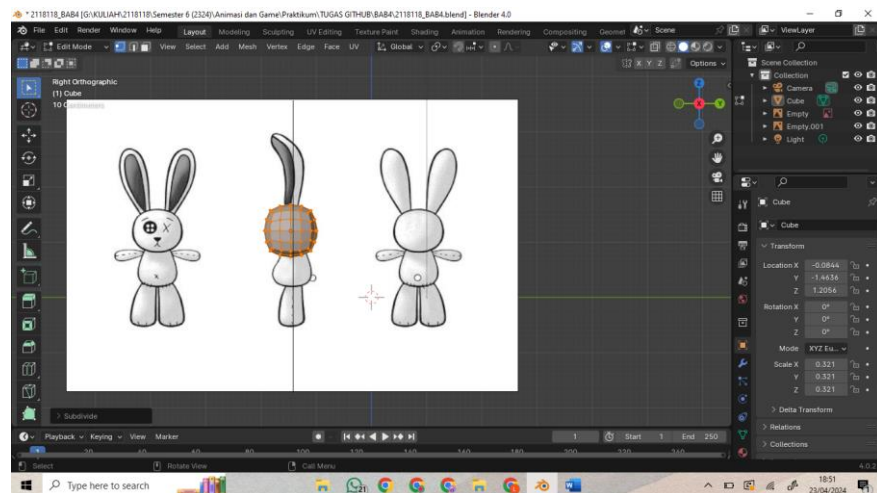 * 2118118_BAB4 [G:\KULIAH\2118118\Semester 6 (2324)\Animasi dan Game\Praktikum\TUGAS GITHUB\BAB4\2118118_BAB4.blend] - Blender 4.0
File Edit Render Window Help Layout Modeling Sculpting UV Editing Texture Paint Shading Animation Rendering Compositing Geomet Scene ViewLayer
Edit Mode View Select Add Mesh Vertex Edge Face UV Global
X Y Z Options
Right Orthographic
(1) Cube
10 Centimeters
Scene Collection
Collection
Camera
Cube
Empty
Empty.001
Light
Cube
Cube
Transform
Location X -0.0844
Y -1.4636
Z 1.2056
Rotation X 0°
Y 0°
Z 0°
Mode XYZ Eu...
Scale X 0.321
Y 0.321
Z 0.321
Delta Transform
Relations
Collections
Subdivide
Playback Keying View Marker 1 Start 1 End 250
Select Rotate View Call Menu 4.0.2
Type here to search
18:51
23/04/2024